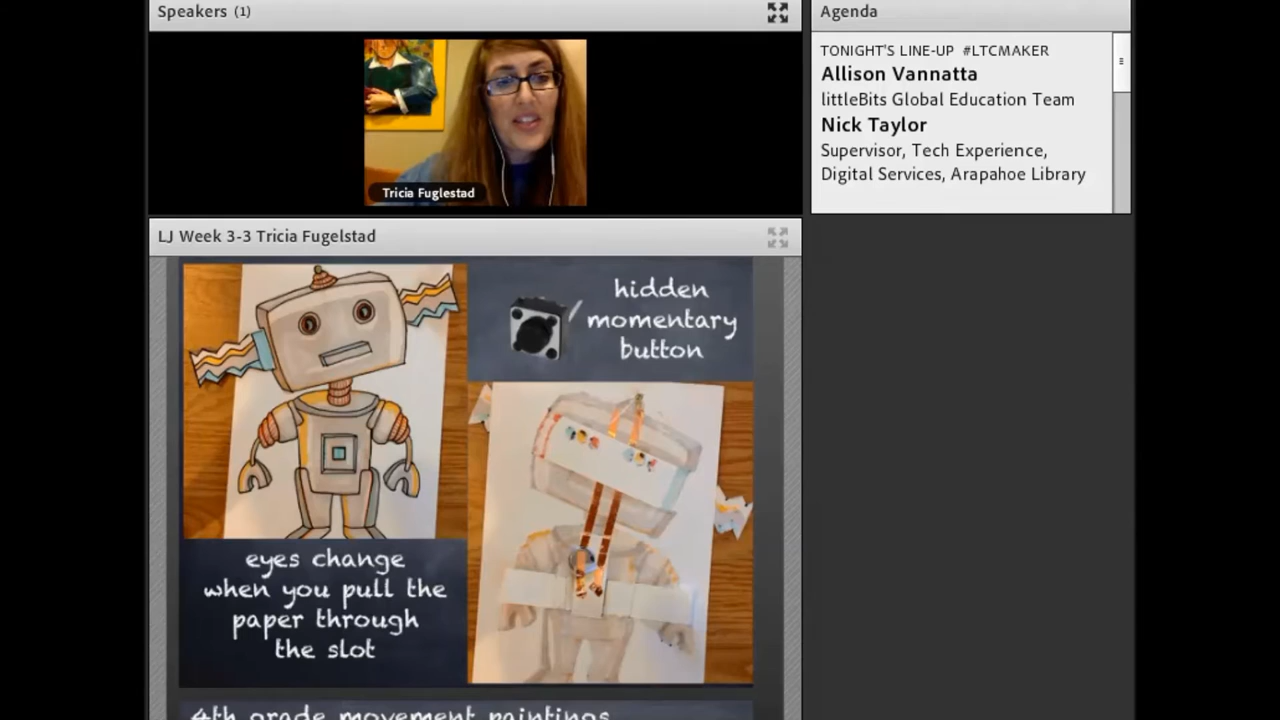 Speakers (1)
Tricia Fuglestad
Agenda
TONIGHT'S LINE-UP #LTCMAKER
Allison Vannatta
littleBits Global Education Team
Nick Taylor
Supervisor, Tech Experience,
Digital Services, Arapahoe Library
LJ Week 3-3 Tricia Fugelstad
hidden
momentary
button
eyes change
when you pull the
paper through
the slot
4th grade movement paintings